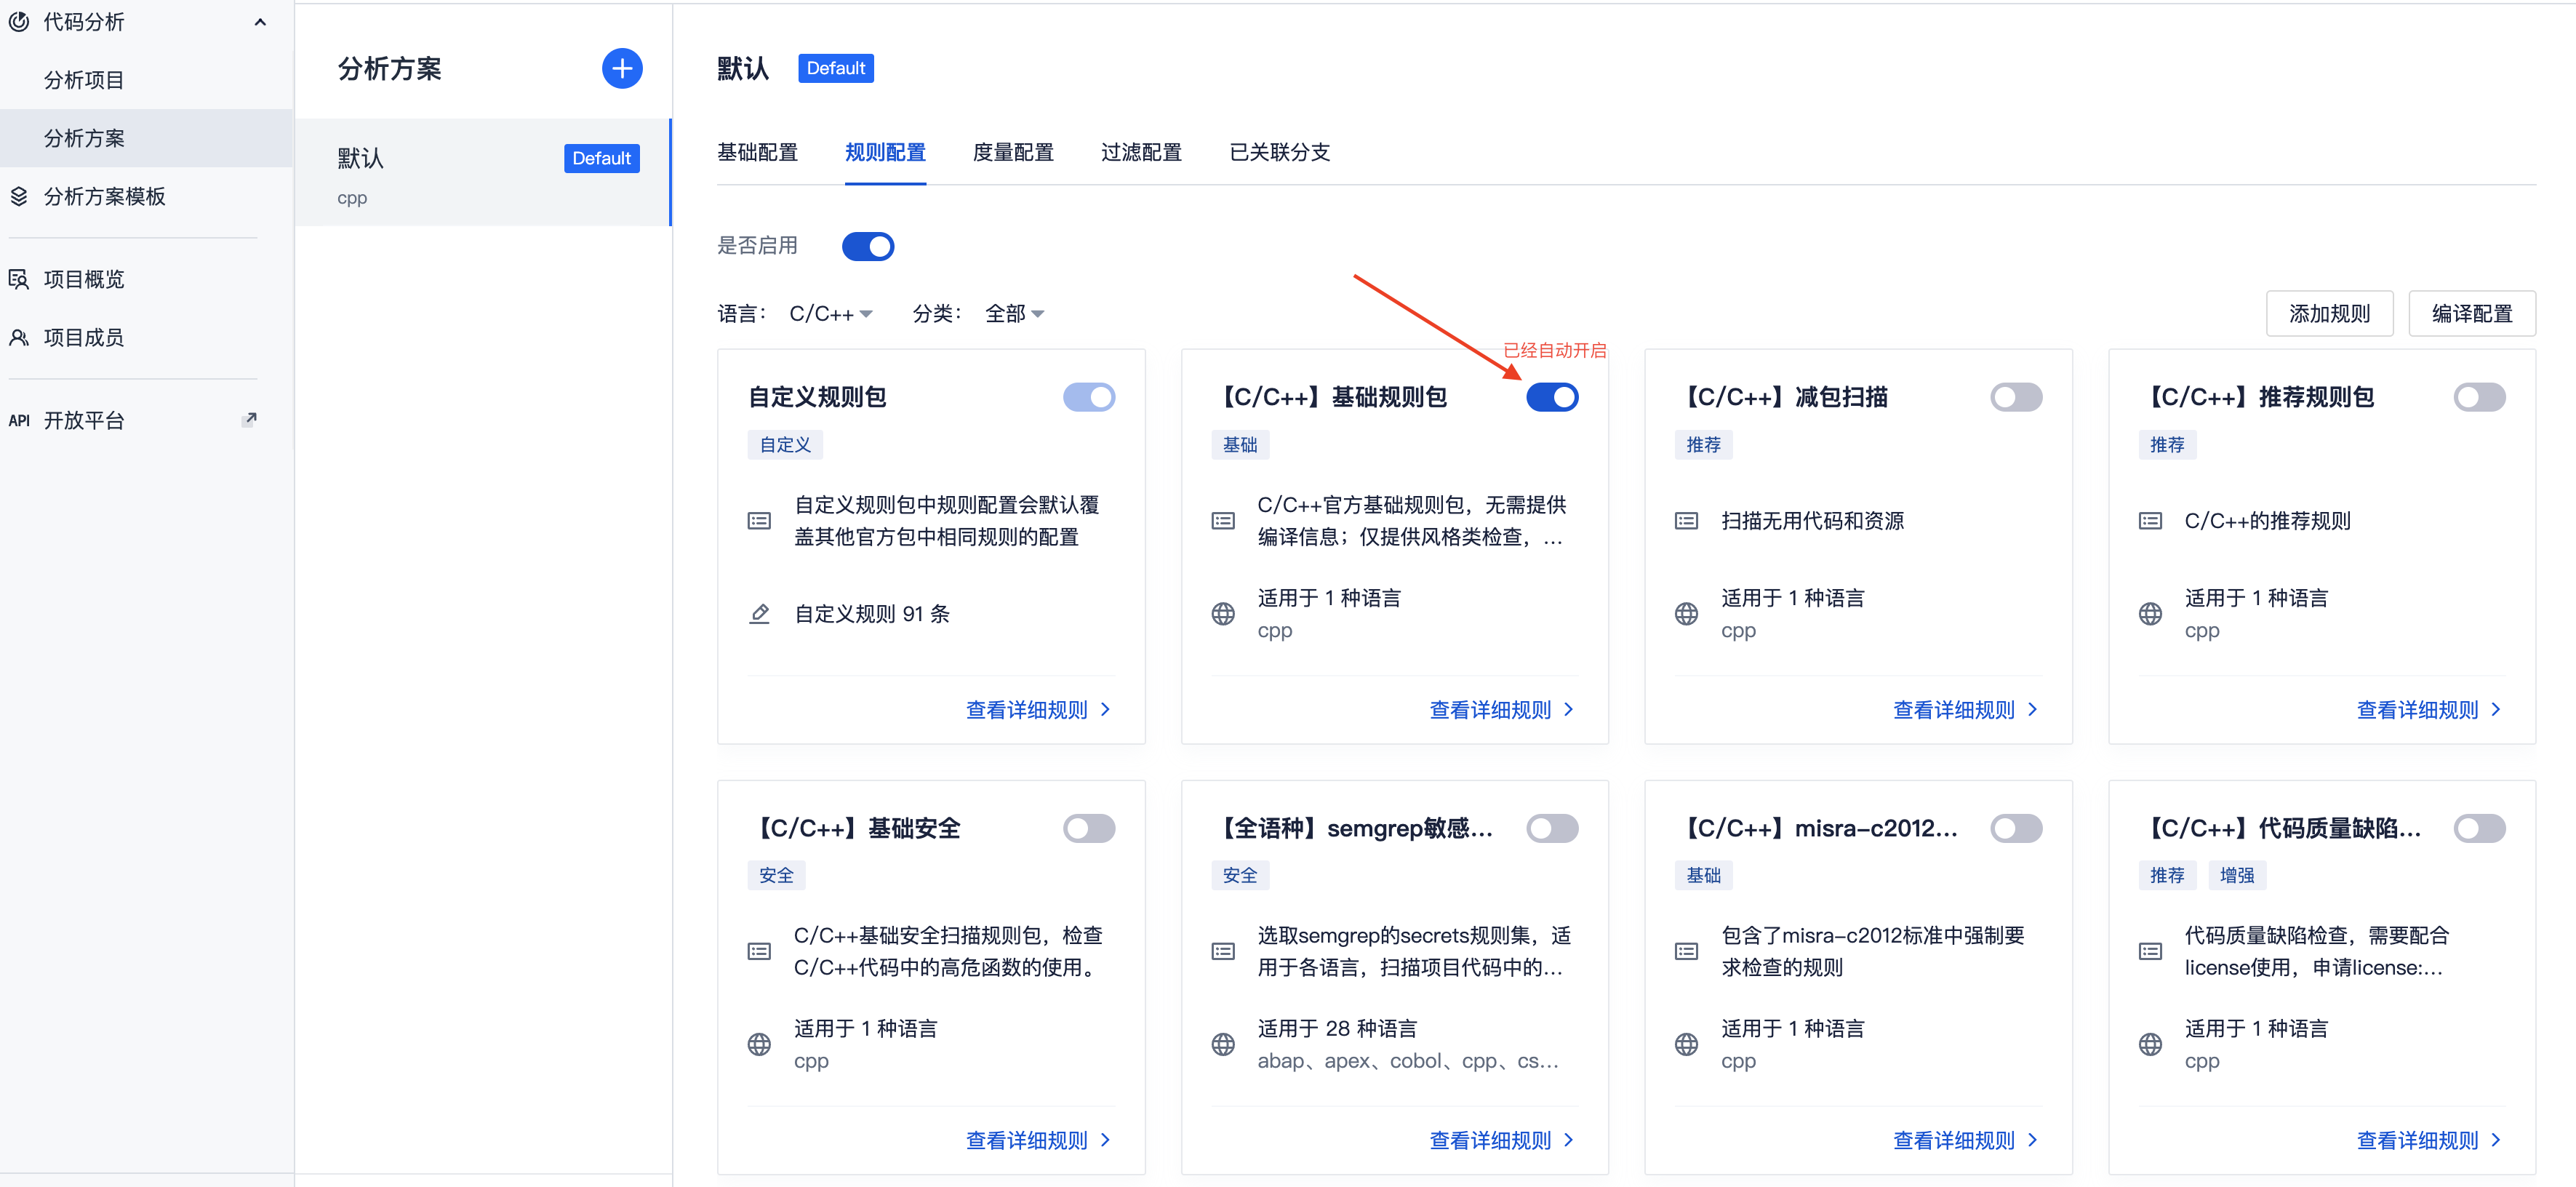 代码分析
分析项目
分析方案
分析方案模板
项目概览
项目成员
API 开放平台
分析方案
默认 Default
cpp
默认 Default
基础配置 规则配置 度量配置 过滤配置 已关联分支
是否启用
语言： C/C++ 分类： 全部
添加规则 编译配置
已经自动开启
自定义规则包
自定义
自定义规则包中规则配置会默认覆
盖其他官方包中相同规则的配置
自定义规则 91 条
查看详细规则
【C/C++】基础规则包
基础
C/C++官方基础规则包，无需提供
编译信息；仅提供风格类检查，...
适用于 1 种语言
cpp
查看详细规则
【C/C++】减包扫描
推荐
扫描无用代码和资源
适用于 1 种语言
cpp
查看详细规则
【C/C++】推荐规则包
推荐
C/C++的推荐规则
适用于 1 种语言
cpp
查看详细规则
【C/C++】基础安全
安全
C/C++基础安全扫描规则包，检查
C/C++代码中的高危函数的使用。
适用于 1 种语言
cpp
查看详细规则
【全语种】semgrep敏感...
安全
选取semgrep的secrets规则集，适
用于各语言，扫描项目代码中的...
适用于 28 种语言
abap、apex、cobol、cpp、cs...
查看详细规则
【C/C++】misra-c2012...
基础
包含了misra-c2012标准中强制要
求检查的规则
适用于 1 种语言
cpp
查看详细规则
【C/C++】代码质量缺陷...
推荐 增强
代码质量缺陷检查，需要配合
license使用，申请license:...
适用于 1 种语言
cpp
查看详细规则